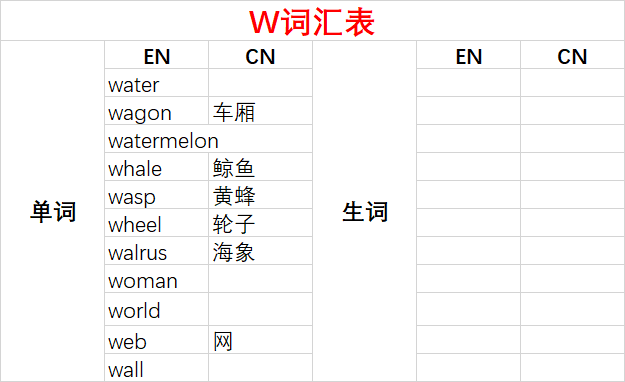 W词汇表
EN CN EN CN
water
wagon 车厢
watermelon
whale 鲸鱼
wasp 黄蜂
单词 wheel 轮子 生词
walrus 海象
woman
world
web 网
wall